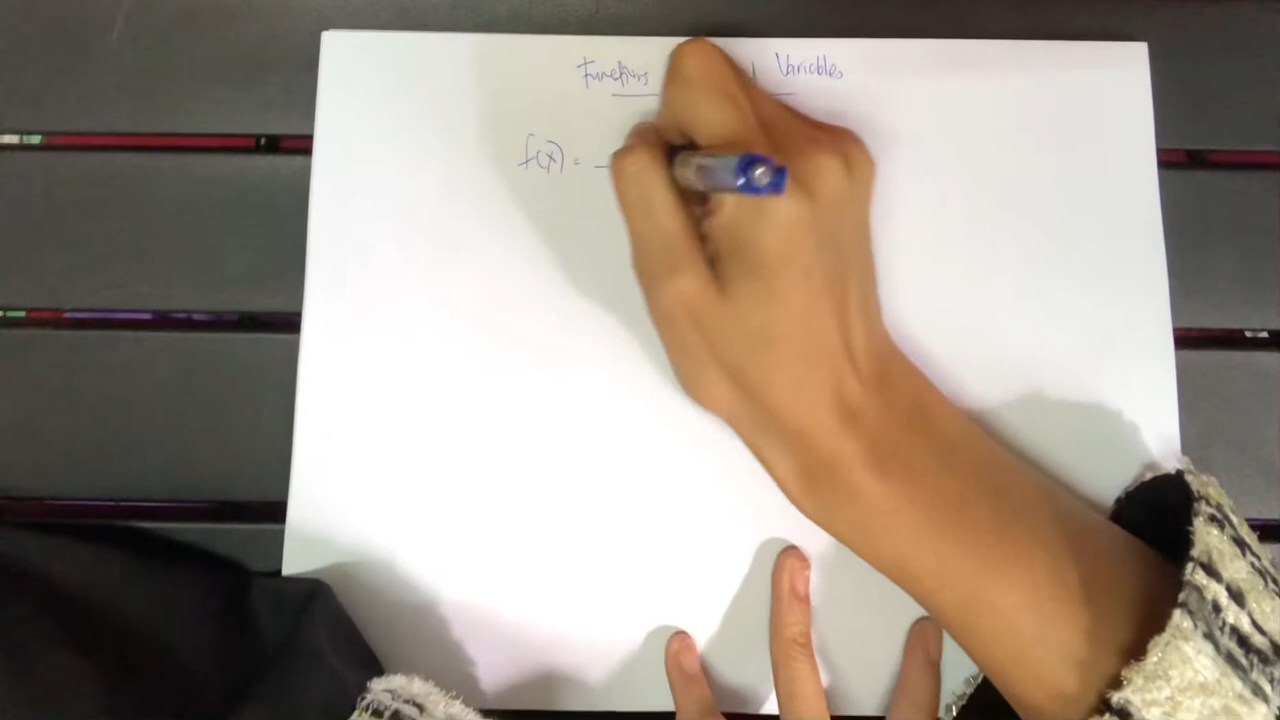 Functions Variables
f(x) = —